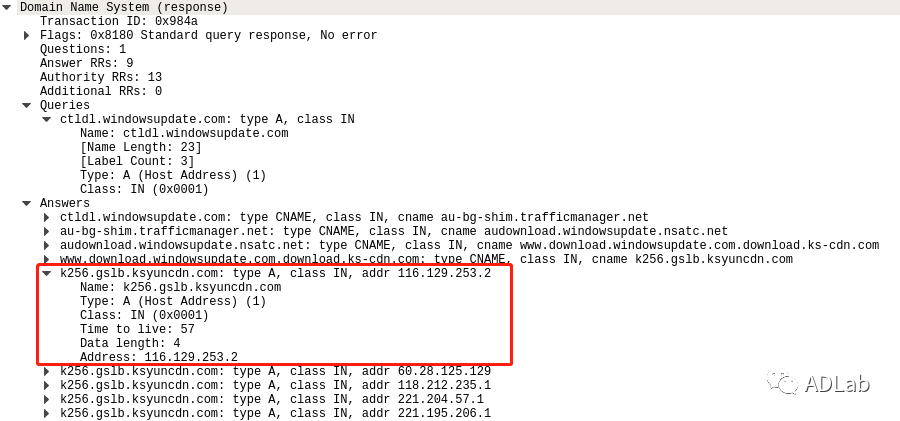 Domain Name System (response)
Transaction ID: 0x984a
Flags: 0x8180 Standard query response, No error
Questions: 1
Answer RRs: 9
Authority RRs: 13
Additional RRs: 0
Queries
ctldl.windowsupdate.com: type A, class IN
Name: ctldl.windowsupdate.com
[Name Length: 23]
[Label Count: 3]
Type: A (Host Address) (1)
Class: IN (0x0001)
Answers
ctldl.windowsupdate.com: type CNAME, class IN, cname au-bg-shim.trafficmanager.net
au-bg-shim.trafficmanager.net: type CNAME, class IN, cname audownload.windowsupdate.nsatc.net
audownload.windowsupdate.nsatc.net: type CNAME, class IN, cname www.download.windowsupdate.com.download.ks-cdn.com
www.download.windowsupdate.com.download.ks-cdn.com: type CNAME, class IN, cname k256.gslb.ksyuncdn.com
k256.gslb.ksyuncdn.com: type A, class IN, addr 116.129.253.2
Name: k256.gslb.ksyuncdn.com
Type: A (Host Address) (1)
Class: IN (0x0001)
Time to live: 57
Data length: 4
Address: 116.129.253.2
k256.gslb.ksyuncdn.com: type A, class IN, addr 60.28.125.129
k256.gslb.ksyuncdn.com: type A, class IN, addr 118.212.235.1
k256.gslb.ksyuncdn.com: type A, class IN, addr 221.204.57.1
k256.gslb.ksyuncdn.com: type A, class IN, addr 221.195.206.1
ADLab